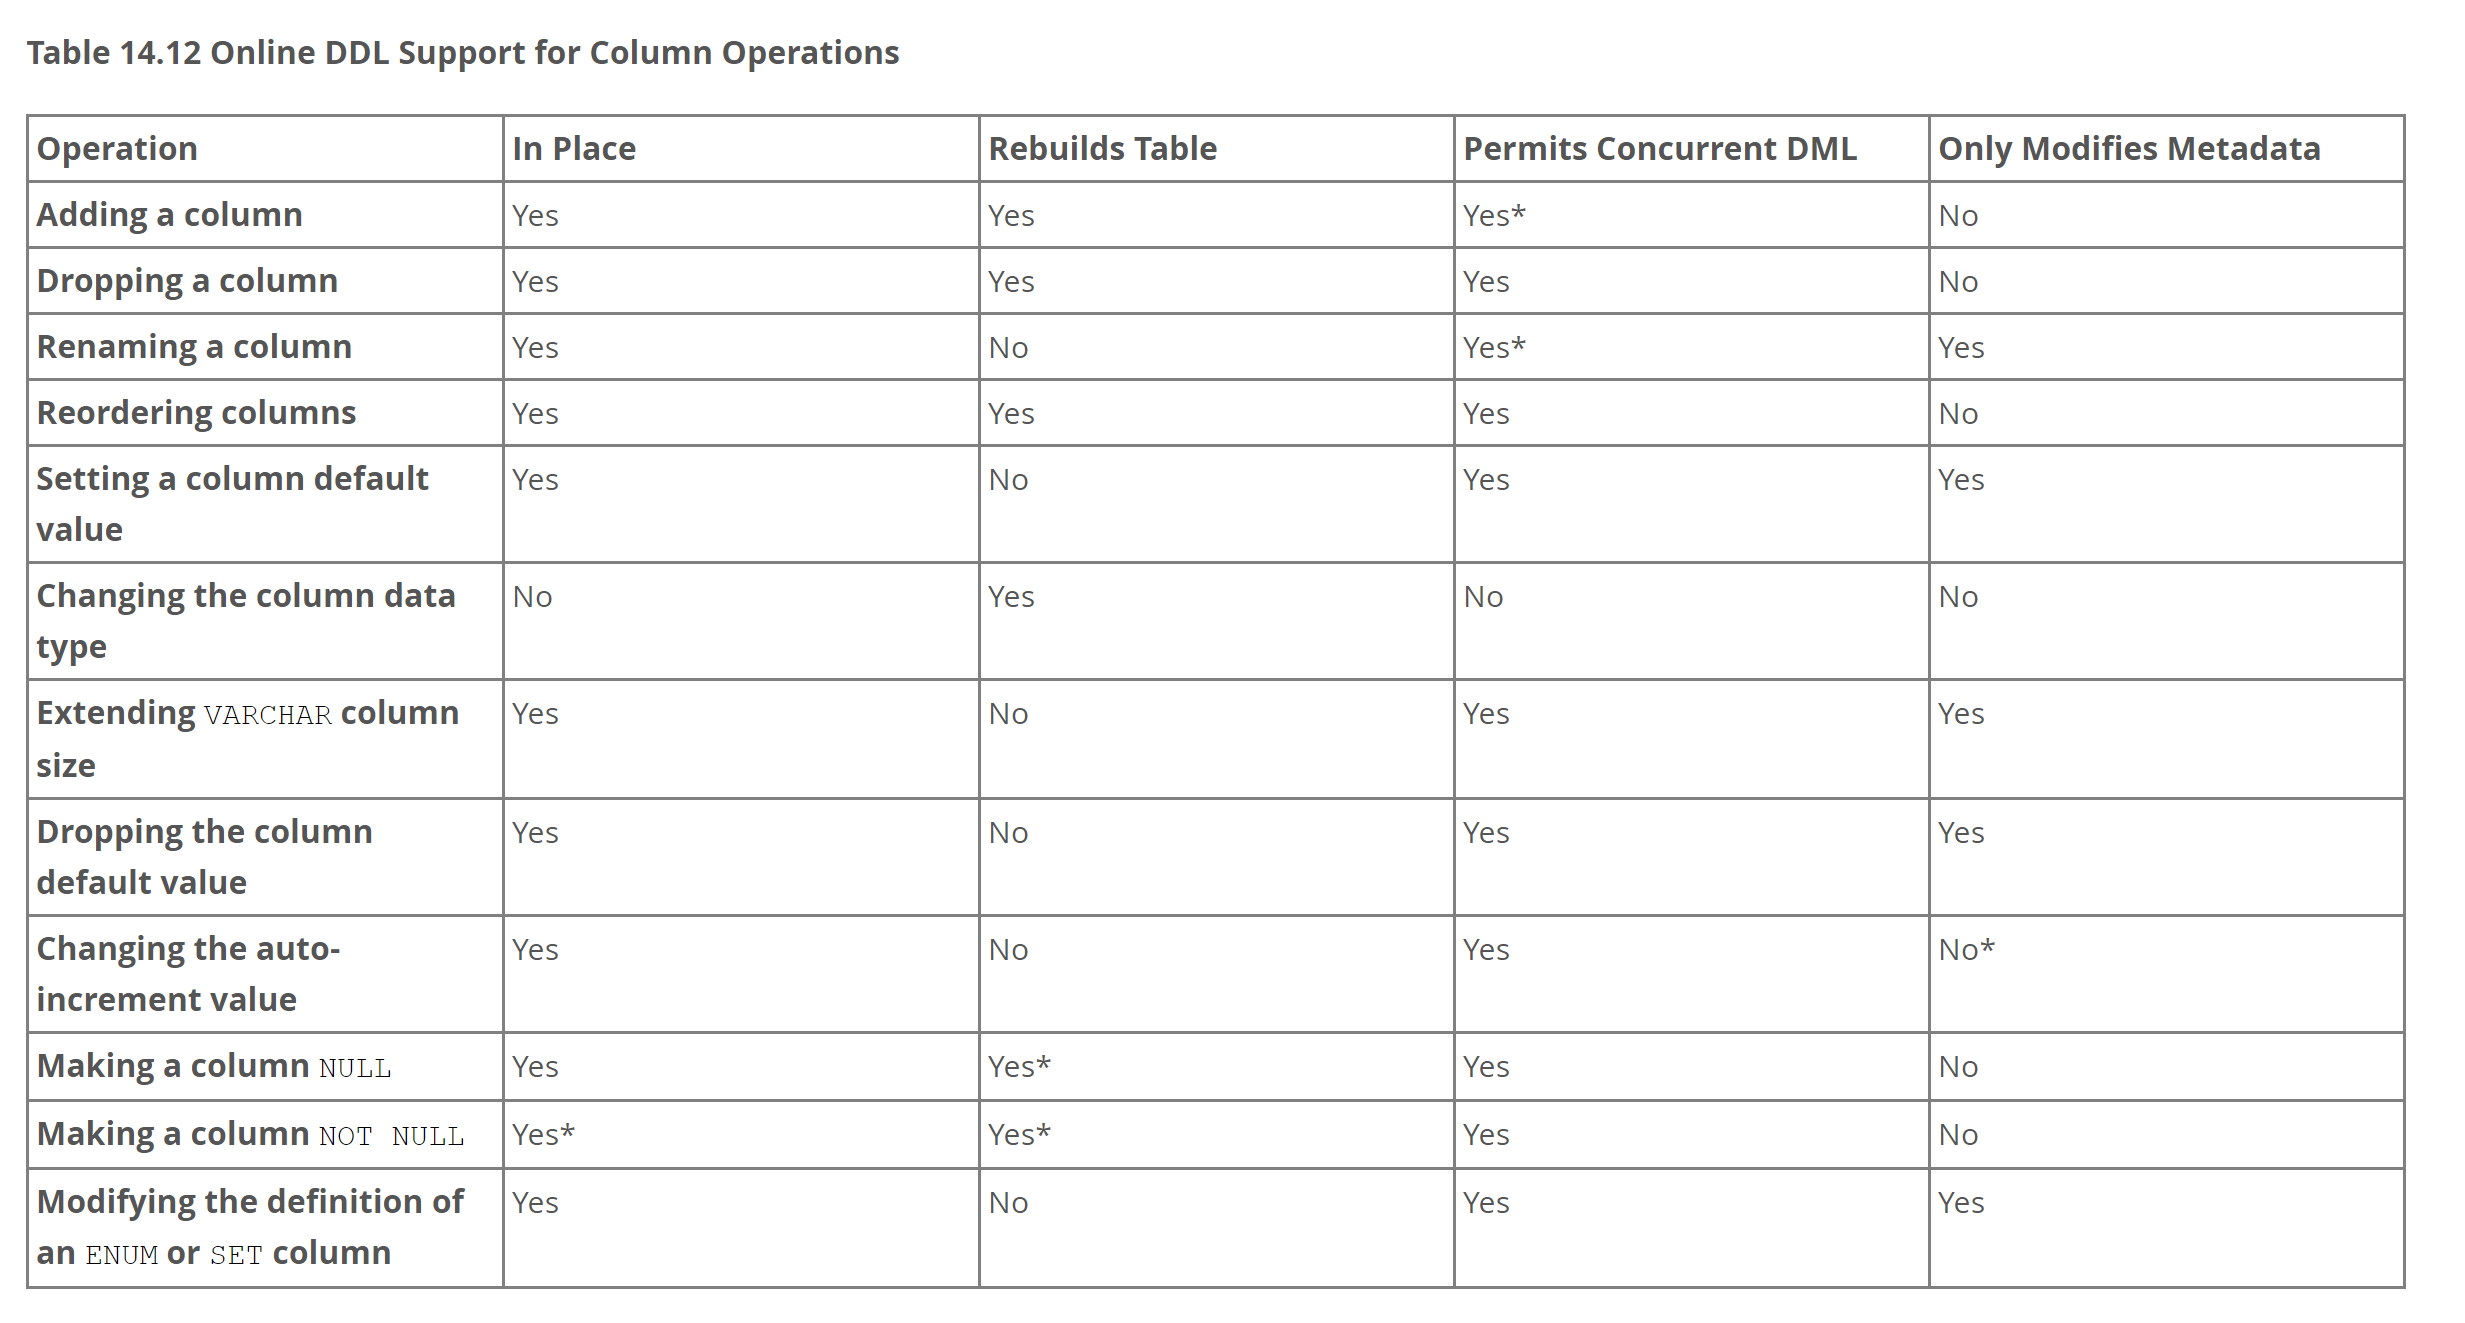 Table 14.12 Online DDL Support for Column Operations
Operation In Place Rebuilds Table Permits Concurrent DML Only Modifies Metadata
Adding a column Yes Yes Yes* No
Dropping a column Yes Yes Yes No
Renaming a column Yes No Yes* Yes
Reordering columns Yes Yes Yes No
Setting a column default Yes No Yes Yes
value
Changing the column data No Yes No No
type
Extending VARCHAR column Yes No Yes Yes
size
Dropping the column Yes No Yes Yes
default value
Changing the auto- Yes No Yes No*
increment value
Making a column NULL Yes Yes* Yes No
Making a column NOT NULL Yes* Yes* Yes No
Modifying the definition of Yes No Yes Yes
an ENUM or SET column